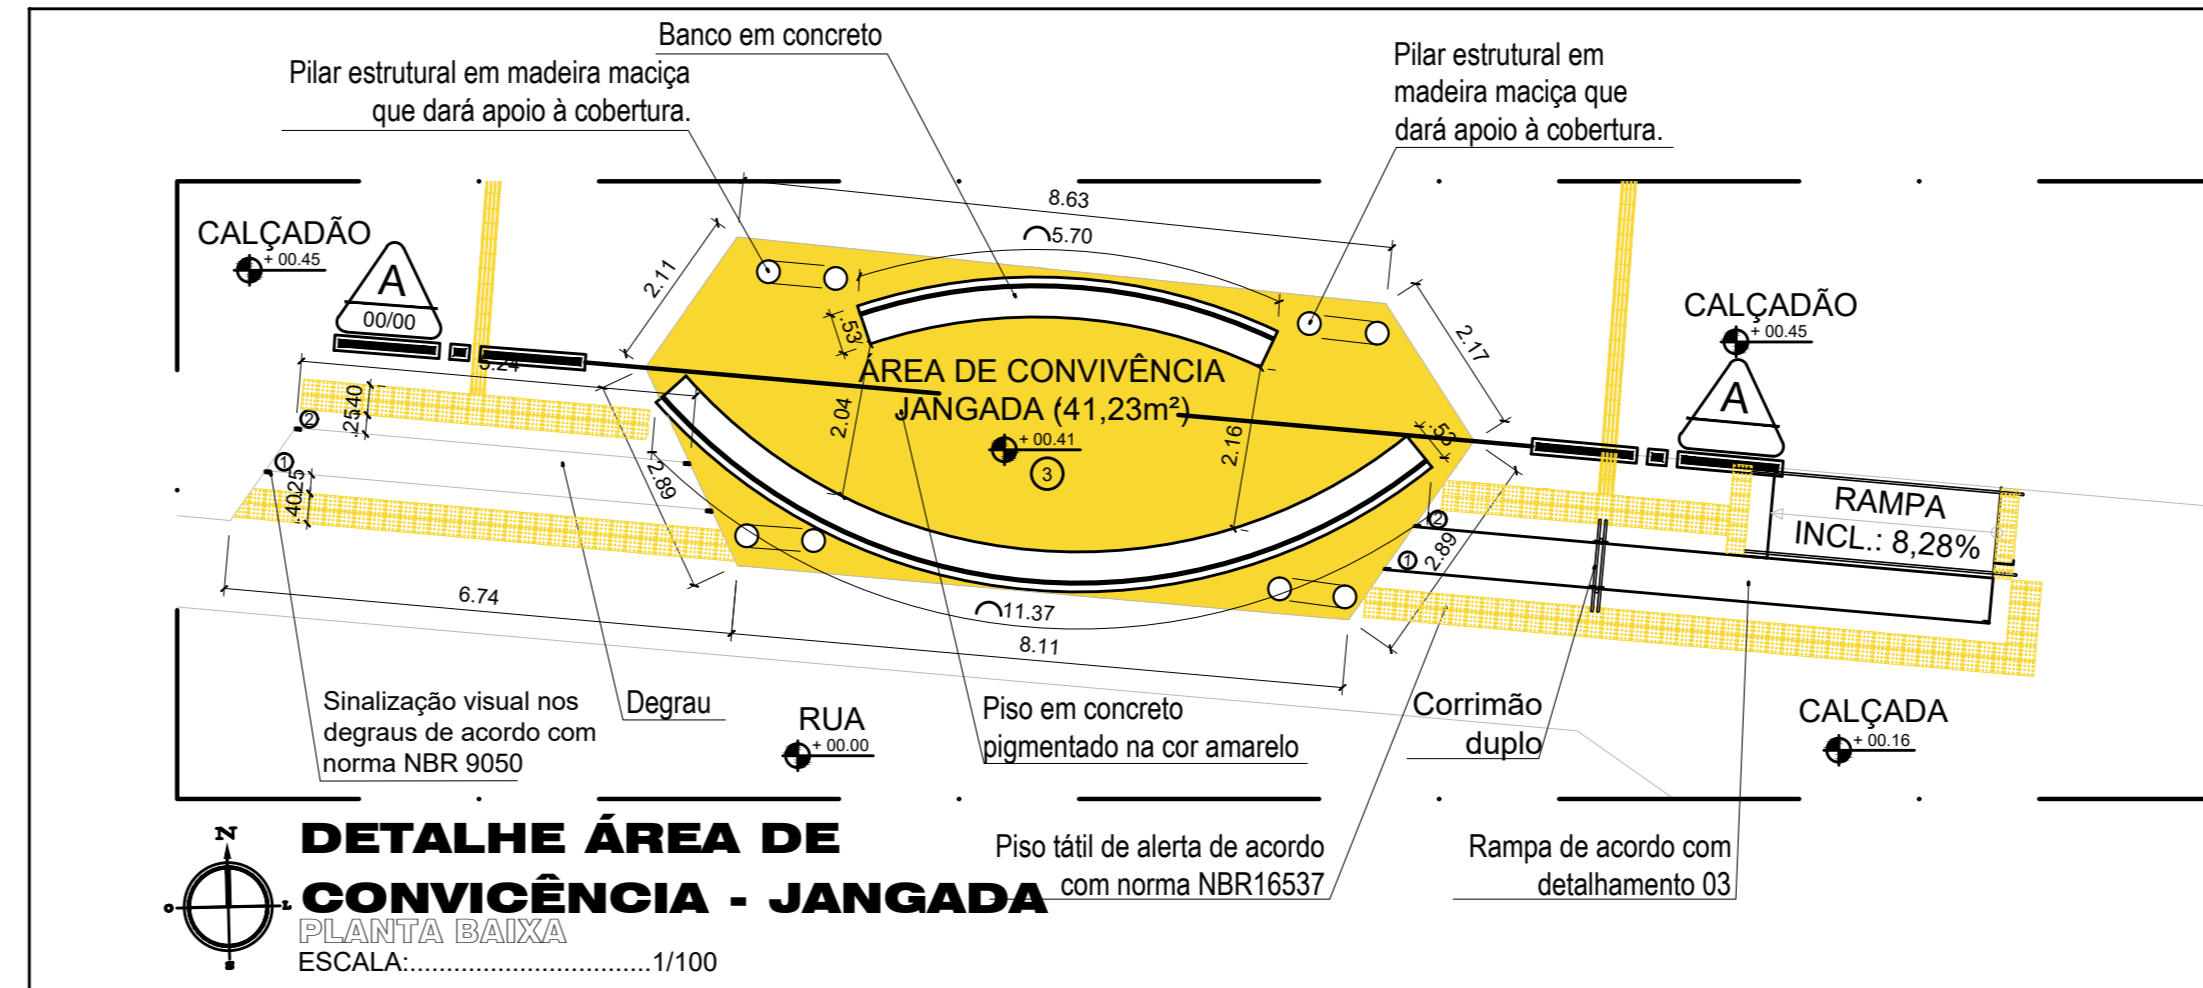 Banco em concreto
Pilar estrutural em madeira maciça
que dará apoio à cobertura.
Pilar estrutural em
madeira maciça que
dará apoio à cobertura.
8.63
5.70
CALÇADÃO
+ 00.45
A
00/00
2.11
.53
2.17
CALÇADÃO
+ 00.45
A
5.24
ÁREA DE CONVIVÊNCIA
JANGADA (41,23m²)
+ 00.41
3
2.04
2.16
.53
.40
.25
2
1
.25
.40
2.89
2
1
2.89
RAMPA
INCL.: 8,28%
6.74
11.37
8.11
Sinalização visual nos
degraus de acordo com
norma NBR 9050
Degrau
RUA
+ 00.00
Piso em concreto
pigmentado na cor amarelo
Corrimão
duplo
CALÇADA
+ 00.16
Piso tátil de alerta de acordo
com norma NBR16537
Rampa de acordo com
detalhamento 03
N
O
L
S
DETALHE ÁREA DE
CONVICÊNCIA - JANGADA
PLANTA BAIXA
ESCALA:................................1/100